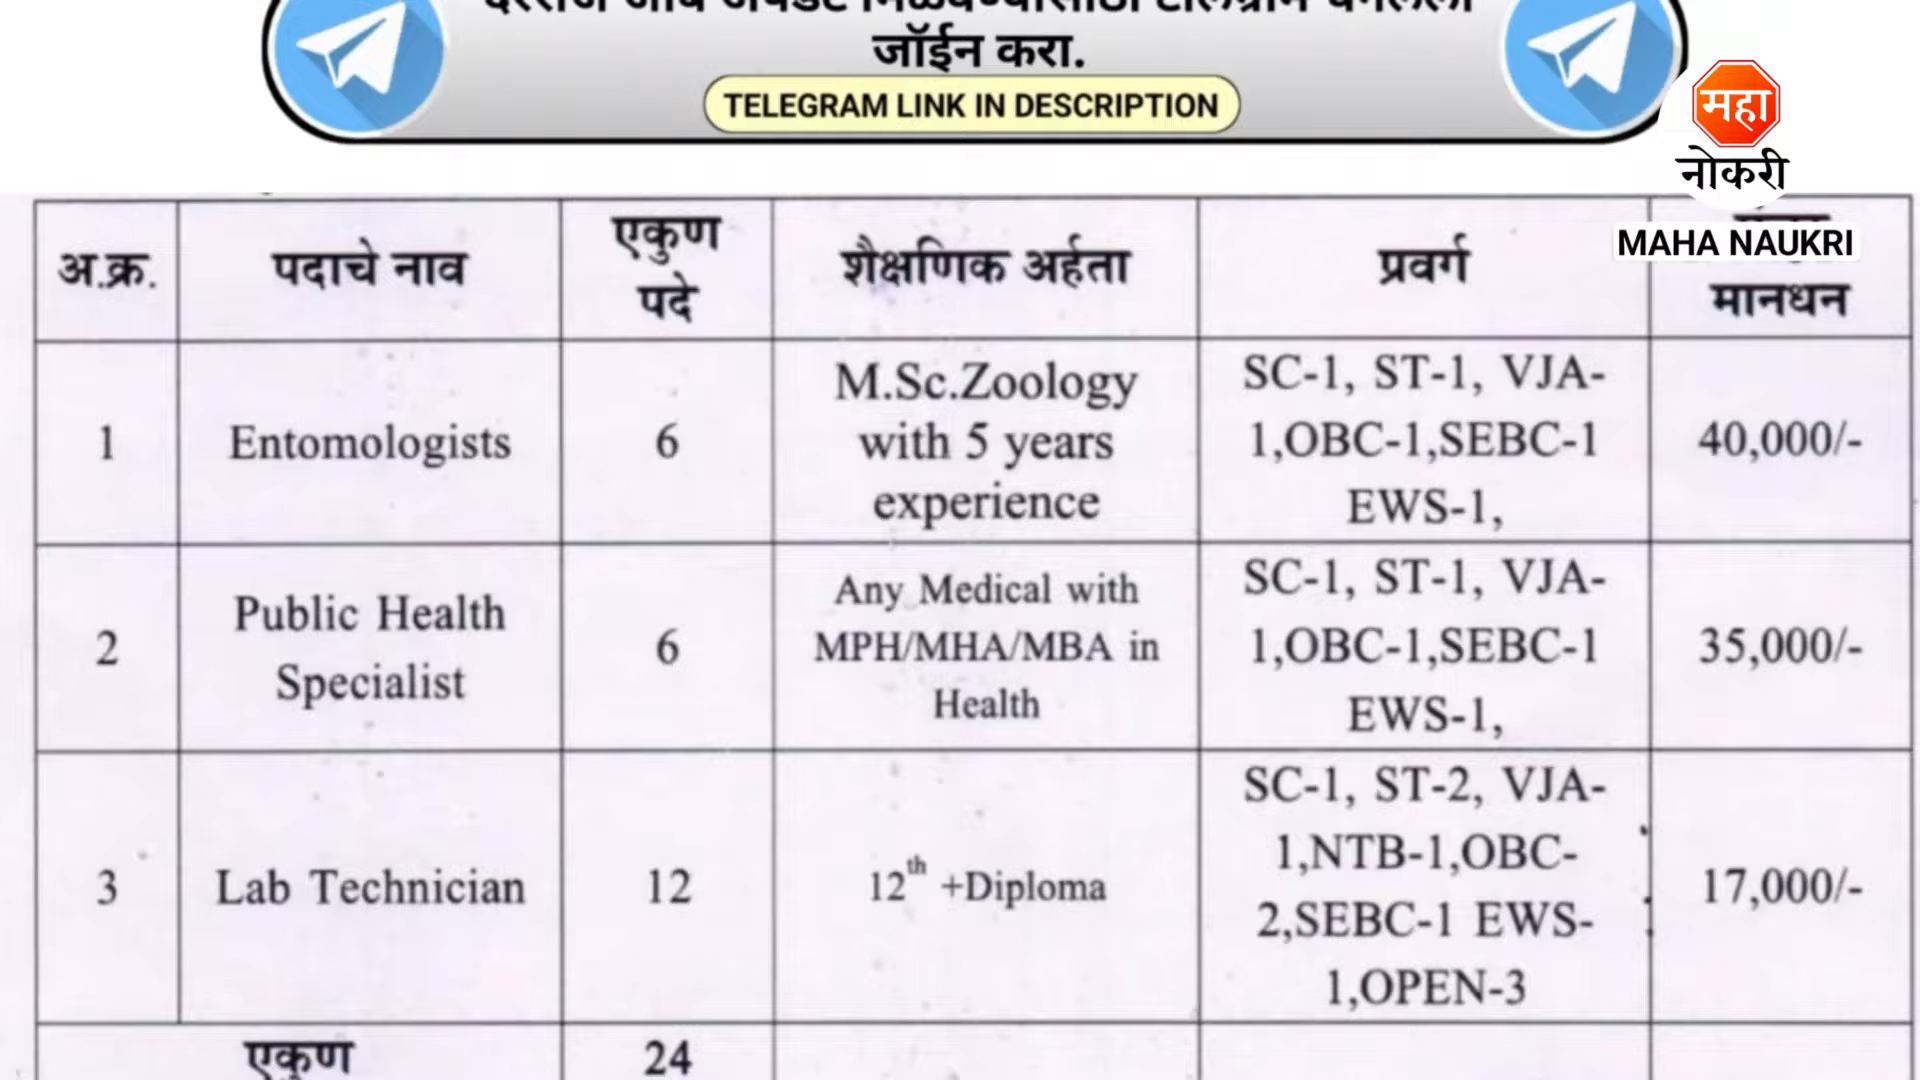 जॉईन करा.
TELEGRAM LINK IN DESCRIPTION
महा
नोकरी
MAHA NAUKRI
अ.क्र.
पदाचे नाव
एकुण
पदे
शैक्षणिक अर्हता
प्रवर्ग
मानधन
1
Entomologists
6
M.Sc.Zoology
with 5 years
experience
SC-1, ST-1, VJA-
1,OBC-1,SEBC-1
EWS-1,
40,000/-
2
Public Health
Specialist
6
Any Medical with
MPH/MHA/MBA in
Health
SC-1, ST-1, VJA-
1,OBC-1,SEBC-1
EWS-1,
35,000/-
3
Lab Technician
12
12th +Diploma
SC-1, ST-2, VJA-
1,NTB-1,OBC-
2,SEBC-1 EWS-
1,OPEN-3
17,000/-
एकुण
24